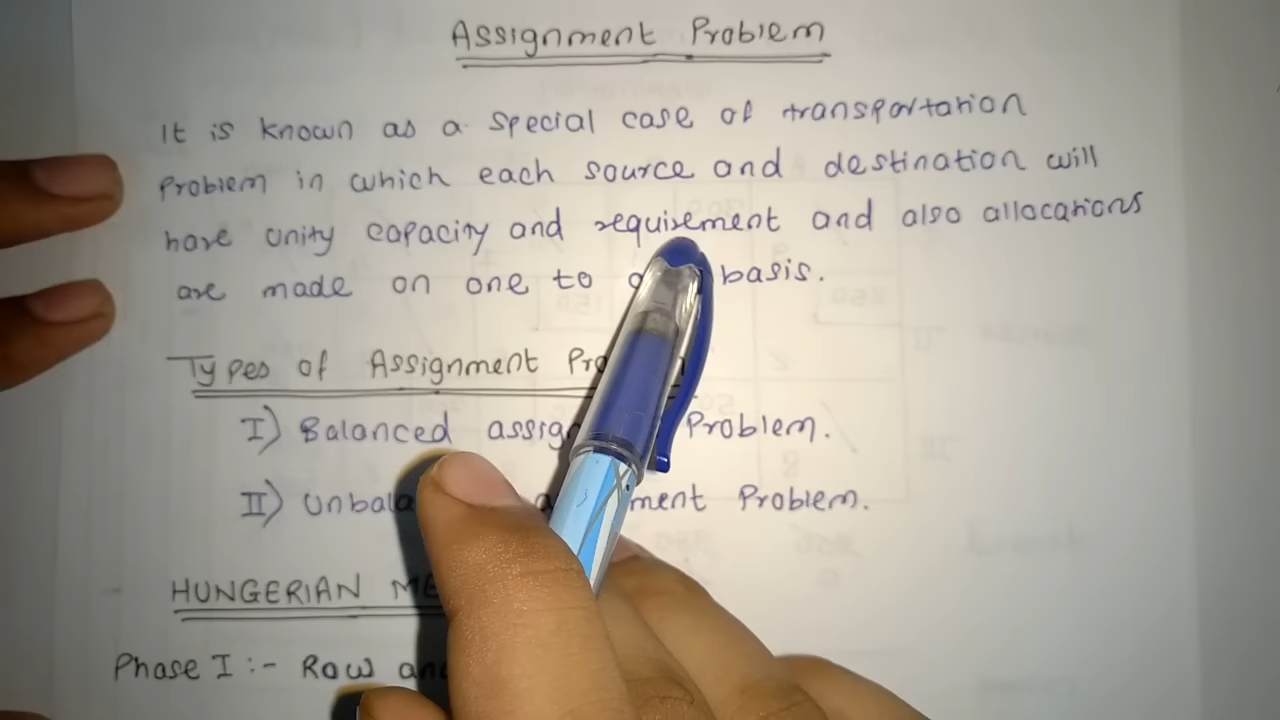 Assignment Problem
It is known as a special case of transportation
Problem in which each source and destination will
have unity capacity and requirement and also allocations
are made on one to basis.
Types of Assignment
I) Balanced Problem.
II) Problem.
HUNGERIAN
Phase I :- Row